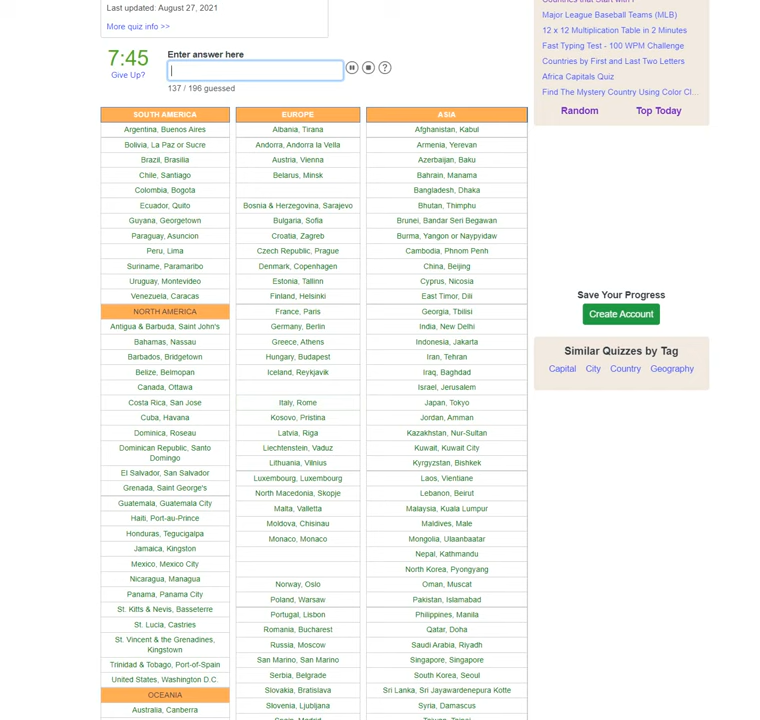 Last updated: August 27, 2021
More quiz info >>
7:45
Give Up?
Enter answer here
137 / 196 guessed
SOUTH AMERICA
Argentina, Buenos Aires
Bolivia, La Paz or Sucre
Brazil, Brasilia
Chile, Santiago
Colombia, Bogota
Ecuador, Quito
Guyana, Georgetown
Paraguay, Asuncion
Peru, Lima
Suriname, Paramaribo
Uruguay, Montevideo
Venezuela, Caracas
NORTH AMERICA
Antigua & Barbuda, Saint John's
Bahamas, Nassau
Barbados, Bridgetown
Belize, Belmopan
Canada, Ottawa
Costa Rica, San Jose
Cuba, Havana
Dominica, Roseau
Dominican Republic, Santo
Domingo
El Salvador, San Salvador
Grenada, Saint George's
Guatemala, Guatemala City
Haiti, Port-au-Prince
Honduras, Tegucigalpa
Jamaica, Kingston
Mexico, Mexico City
Nicaragua, Managua
Panama, Panama City
St. Kitts & Nevis, Basseterre
St. Lucia, Castries
St. Vincent & the Grenadines,
Kingstown
Trinidad & Tobago, Port-of-Spain
United States, Washington D.C.
OCEANIA
Australia, Canberra
EUROPE
Albania, Tirana
Andorra, Andorra la Vella
Austria, Vienna
Belarus, Minsk
Bosnia & Herzegovina, Sarajevo
Bulgaria, Sofia
Croatia, Zagreb
Czech Republic, Prague
Denmark, Copenhagen
Estonia, Tallinn
Finland, Helsinki
France, Paris
Germany, Berlin
Greece, Athens
Hungary, Budapest
Iceland, Reykjavik
Italy, Rome
Kosovo, Pristina
Latvia, Riga
Liechtenstein, Vaduz
Lithuania, Vilnius
Luxembourg, Luxembourg
North Macedonia, Skopje
Malta, Valletta
Moldova, Chisinau
Monaco, Monaco
Norway, Oslo
Poland, Warsaw
Portugal, Lisbon
Romania, Bucharest
Russia, Moscow
San Marino, San Marino
Serbia, Belgrade
Slovakia, Bratislava
Slovenia, Ljubljana
Spain, Madrid
ASIA
Afghanistan, Kabul
Armenia, Yerevan
Azerbaijan, Baku
Bahrain, Manama
Bangladesh, Dhaka
Bhutan, Thimphu
Brunei, Bandar Seri Begawan
Burma, Yangon or Naypyidaw
Cambodia, Phnom Penh
China, Beijing
Cyprus, Nicosia
East Timor, Dili
Georgia, Tbilisi
India, New Delhi
Indonesia, Jakarta
Iran, Tehran
Iraq, Baghdad
Israel, Jerusalem
Japan, Tokyo
Jordan, Amman
Kazakhstan, Nur-Sultan
Kuwait, Kuwait City
Kyrgyzstan, Bishkek
Laos, Vientiane
Lebanon, Beirut
Malaysia, Kuala Lumpur
Maldives, Male
Mongolia, Ulaanbaatar
Nepal, Kathmandu
North Korea, Pyongyang
Oman, Muscat
Pakistan, Islamabad
Philippines, Manila
Qatar, Doha
Saudi Arabia, Riyadh
Singapore, Singapore
South Korea, Seoul
Sri Lanka, Sri Jayawardenepura Kotte
Syria, Damascus
Taiwan, Taipei
Major League Baseball Teams (MLB)
12 x 12 Multiplication Table in 2 Minutes
Fast Typing Test - 100 WPM Challenge
Countries by First and Last Two Letters
Africa Capitals Quiz
Find The Mystery Country Using Color Cl...
Random Top Today
Save Your Progress
Create Account
Similar Quizzes by Tag
Capital City Country Geography